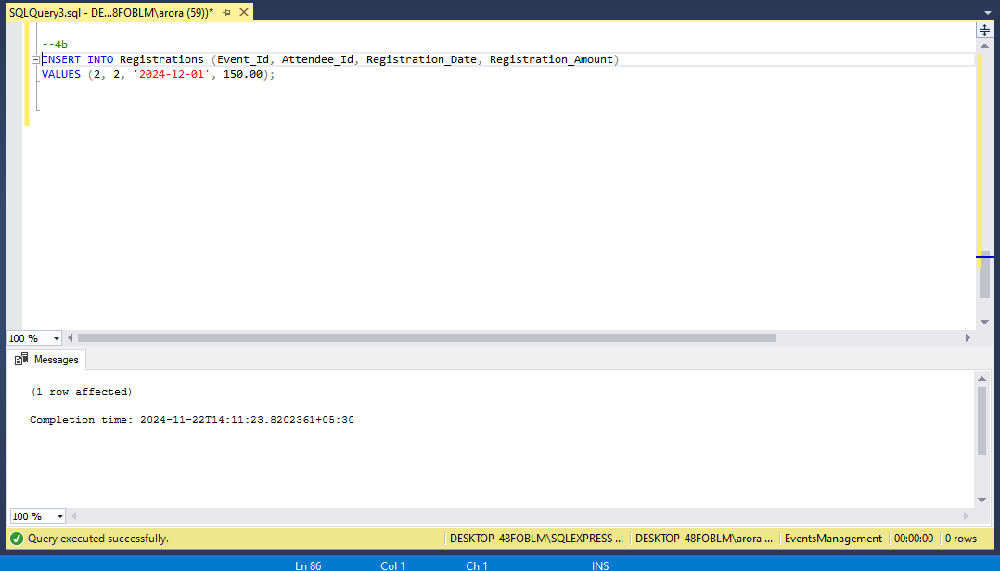 SQLQuery3.sql - DE...8FOBLM\arora (59))*
--4b
INSERT INTO Registrations (Event_Id, Attendee_Id, Registration_Date, Registration_Amount)
VALUES (2, 2, '2024-12-01', 150.00);
100 %
Messages
(1 row affected)
Completion time: 2024-11-22T14:11:23.8202361+05:30
100 %
Query executed successfully. DESKTOP-48FOBLM\SQLEXPRESS ... DESKTOP-48FOBLM\arora ... EventsManagement 00:00:00 0 rows
Ln 86 Col 1 Ch 1 INS